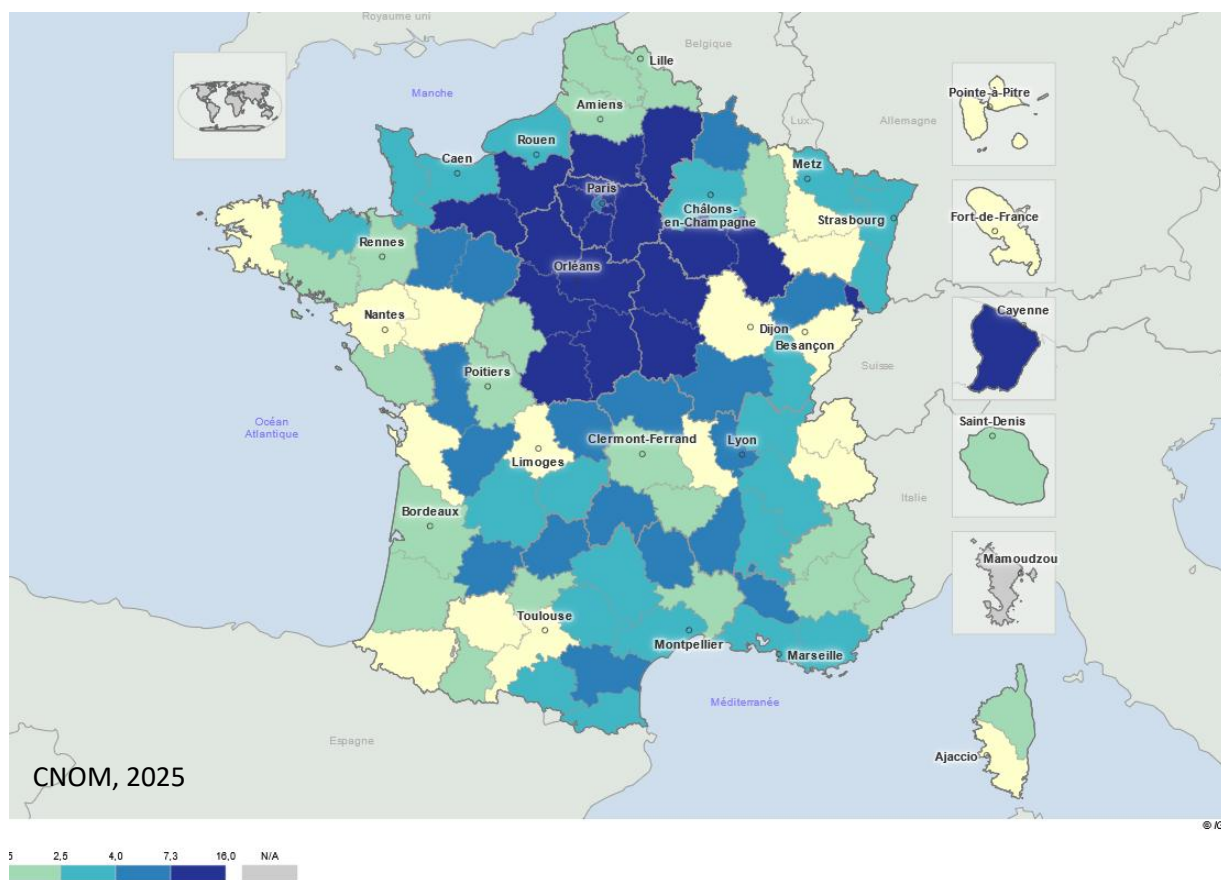 Royaume uni
Belgique
Lille
Manche
Amiens
Pointe-à-Pitre
Lux.
Allemagne
Rouen
Caen
Metz
Paris
Châlons-
en-Champagne
Strasbourg
Fort-de-France
Rennes
Orléans
Cayenne
Nantes
Dijon
Besançon
Suisse
Poitiers
Océan
Atlantique
Saint-Denis
Clermont-Ferrand
Lyon
Limoges
Italie
Bordeaux
Mamoudzou
Toulouse
Montpellier
Marseille
Méditerranée
Espagne
Ajaccio
CNOM, 2025
5 2,5 4,0 7,3 16,0 N/A